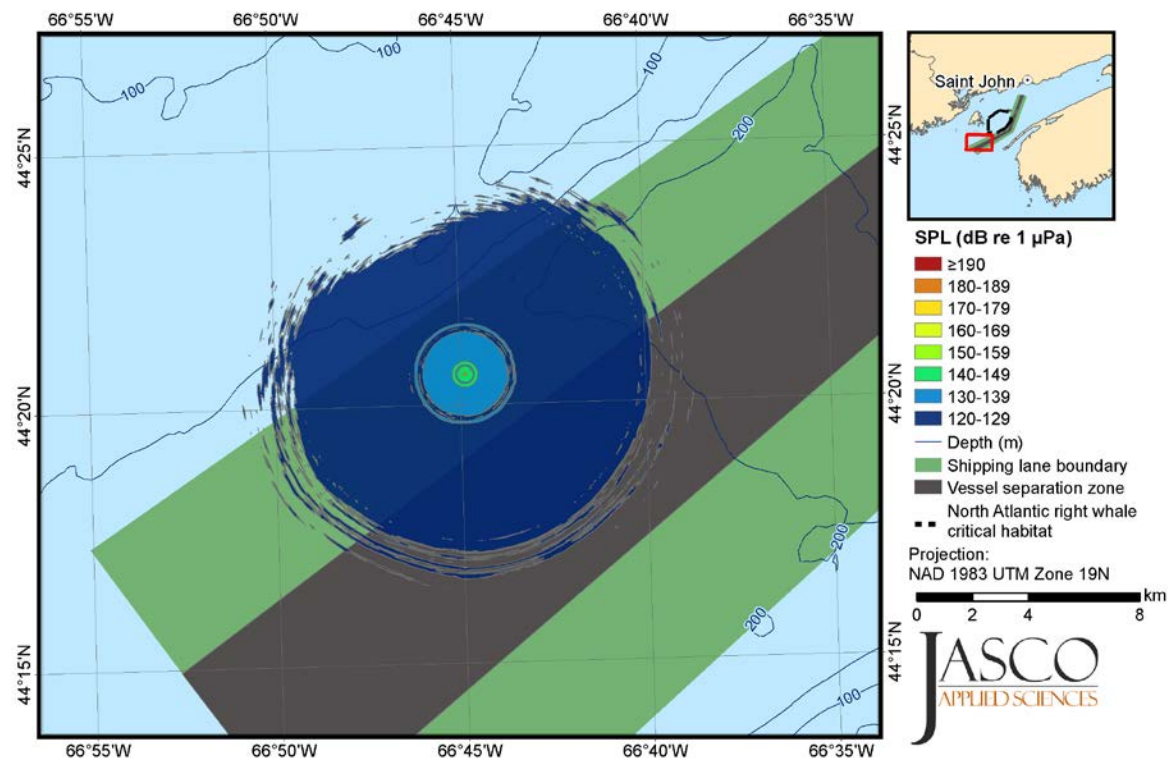 66°55'W 66°50'W 66°45'W 66°40'W 66°35'W
100
100
100
200
44°25'N
44°25'N
44°20'N
44°20'N
200
200
44°15'N
44°15'N
100
66°55'W 66°50'W 66°45'W 66°40'W 66°35'W
Saint John
SPL (dB re 1 µPa)
≥190
180-189
170-179
160-169
150-159
140-149
130-139
120-129
Depth (m)
Shipping lane boundary
Vessel separation zone
North Atlantic right whale
critical habitat
Projection:
NAD 1983 UTM Zone 19N
km
0 2 4 8
JASCO
APPLIED SCIENCES